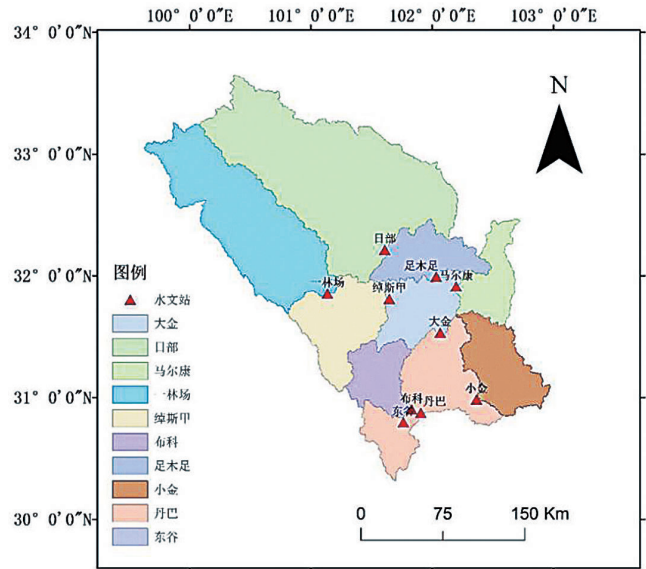 100° 0'0"E 101° 0'0"E 102° 0'0"E 103° 0'0"E
34° 0'0"N
33° 0'0"N
32° 0'0"N
31° 0'0"N
30° 0'0"N
N
日部
足木足
马尔康
一林场
绰斯甲
大金
小金
布科
丹巴
东谷
图例
水文站
大金
日部
马尔康
一林场
绰斯甲
布科
足木足
小金
丹巴
东谷
0 75 150 Km